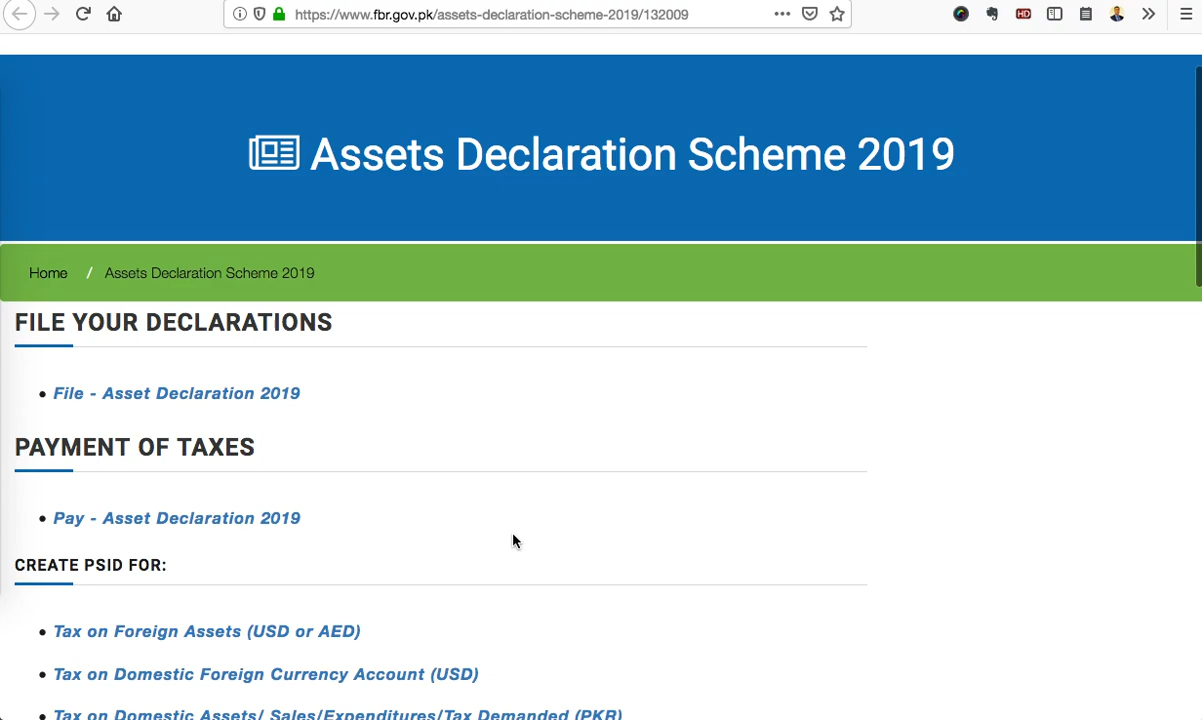 https://www.fbr.gov.pk/assets-declaration-scheme-2019/132009
HD
Assets Declaration Scheme 2019
Home / Assets Declaration Scheme 2019
FILE YOUR DECLARATIONS
• File - Asset Declaration 2019
PAYMENT OF TAXES
• Pay - Asset Declaration 2019
CREATE PSID FOR:
• Tax on Foreign Assets (USD or AED)
• Tax on Domestic Foreign Currency Account (USD)
• Tax on Domestic Assets/ Sales/Expenditures/Tax Demanded (PKR)